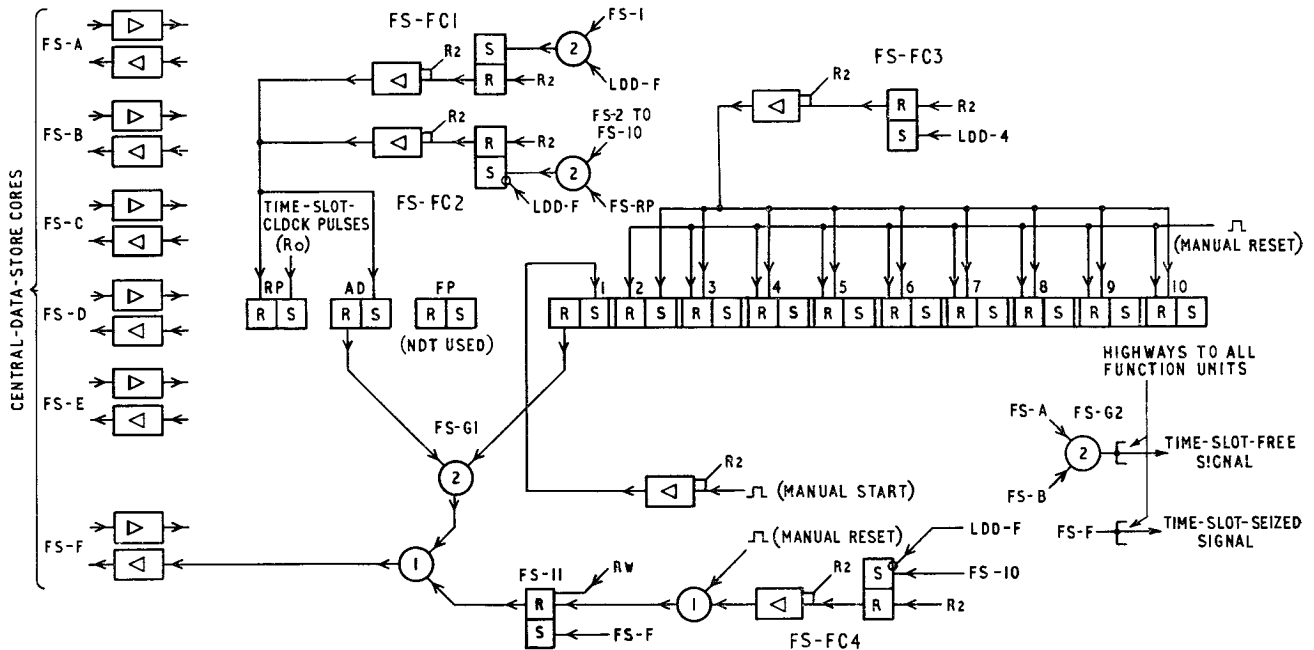 CENTRAL-DATA-STORE CORES
FS-A
FS-B
FS-C
FS-D
FS-E
FS-F
FS-FC1
R2
S
R
R2
2
FS-1
LDD-F
R2
R
S
R2
FS-2 TO
FS-10
2
FS-FC2
LDD-F
FS-RP
FS-FC3
R2
R
S
R2
LDD-4
TIME-SLOT-
CLOCK PULSES
(Ro)
(MANUAL RESET)
RP
R S
AD
R S
FP
R S
(NDT USED)
1 2 3 4 5 6 7 8 9 10
R S R S R S R S R S R S R S R S R S R S
HIGHWAYS TO ALL
FUNCTION UNITS
FS-G1
2
FS-A
FS-G2
2
FS-B
TIME-SLOT-FREE
SIGNAL
R2
(MANUAL START)
FS-F
TIME-SLOT-SEIZED
SIGNAL
1
(MANUAL RESET)
LDD-F
FS-11
RW
R
S
FS-F
1
R2
S
R
FS-10
R2
FS-FC4